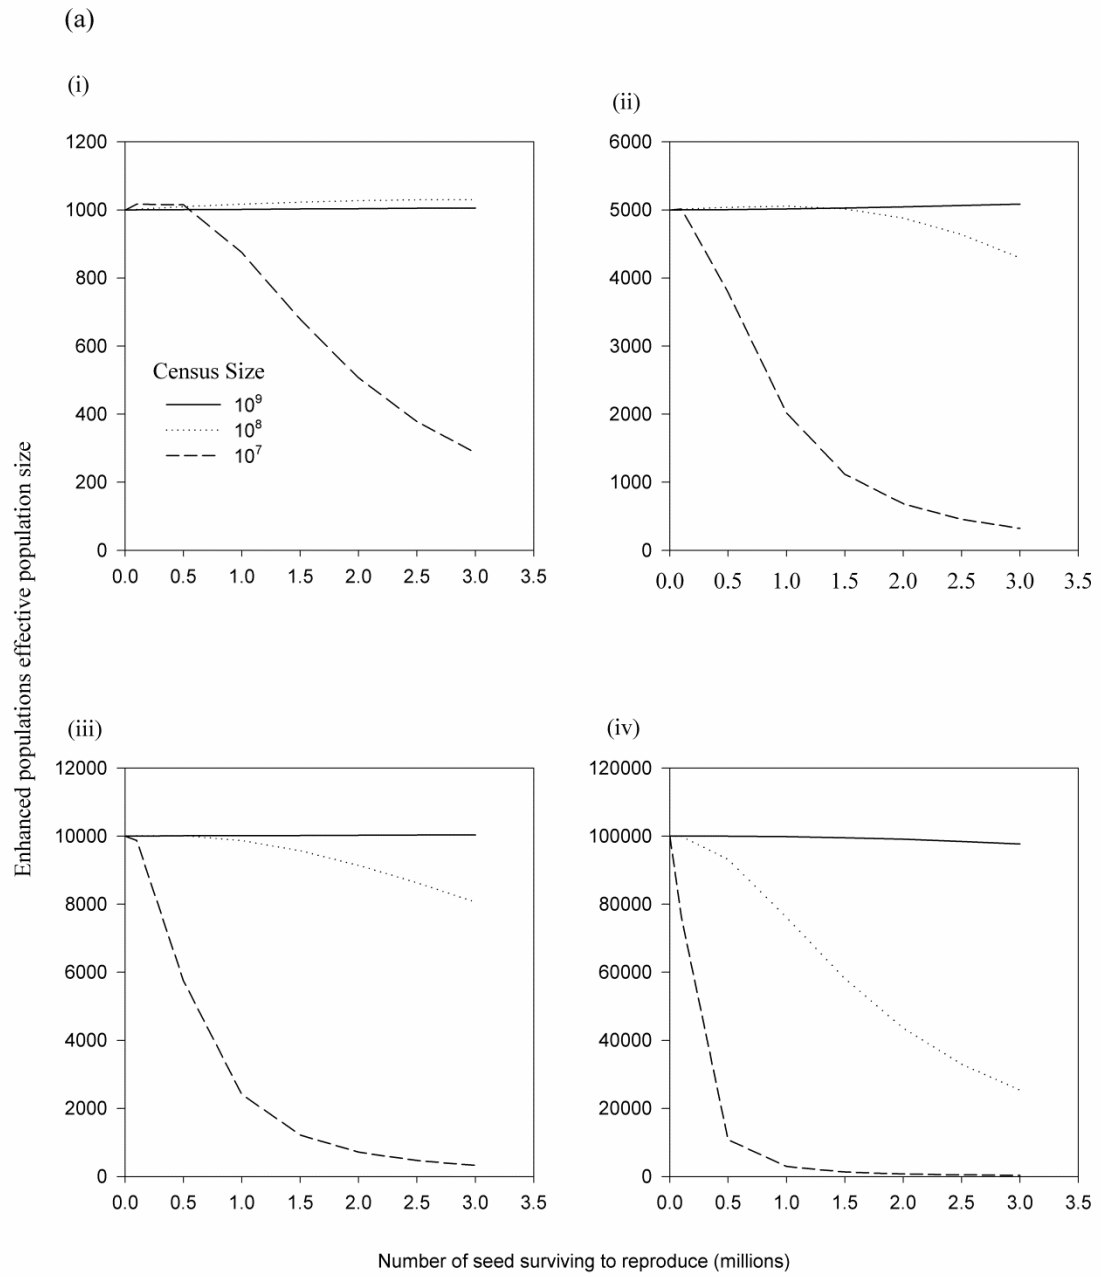 (a)
(i)
(ii)
1200
1000
800
600
400
200
0
0.0 0.5 1.0 1.5 2.0 2.5 3.0 3.5
Census Size
10⁹
10⁸
10⁷
6000
5000
4000
3000
2000
1000
0
0.0 0.5 1.0 1.5 2.0 2.5 3.0 3.5
Enhanced populations effective population size
(iii)
(iv)
12000
10000
8000
6000
4000
2000
0
0.0 0.5 1.0 1.5 2.0 2.5 3.0 3.5
120000
100000
80000
60000
40000
20000
0
0.0 0.5 1.0 1.5 2.0 2.5 3.0 3.5
Number of seed surviving to reproduce (millions)